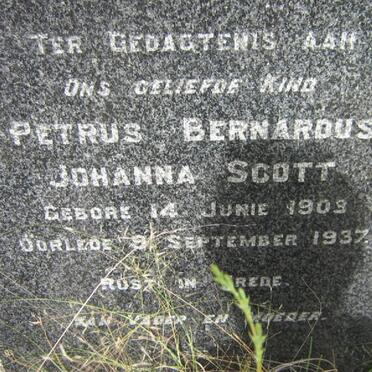 TER GEDAGTENIS AAN
ONS GELIEFDE KIND
PETRUS BERNARDUS
JOHANNA SCOTT
GEBORE 14 JUNIE 1903
OORLEDE 9 SEPTEMBER 1937.
RUST IN VREDE.
VAN VADER EN MOEDER.